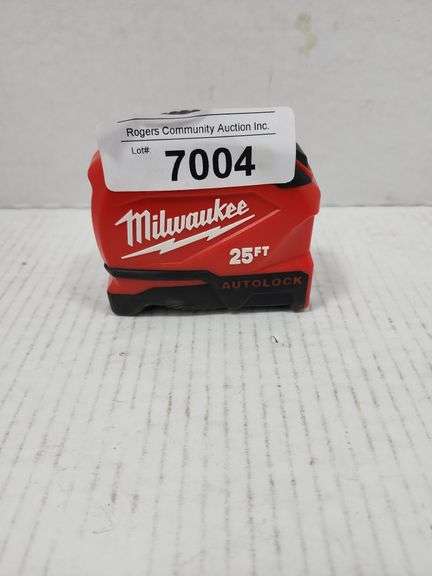 Rogers Community Auction Inc.
Lot#
7004
Milwaukee
25FT
AUTOLOCK